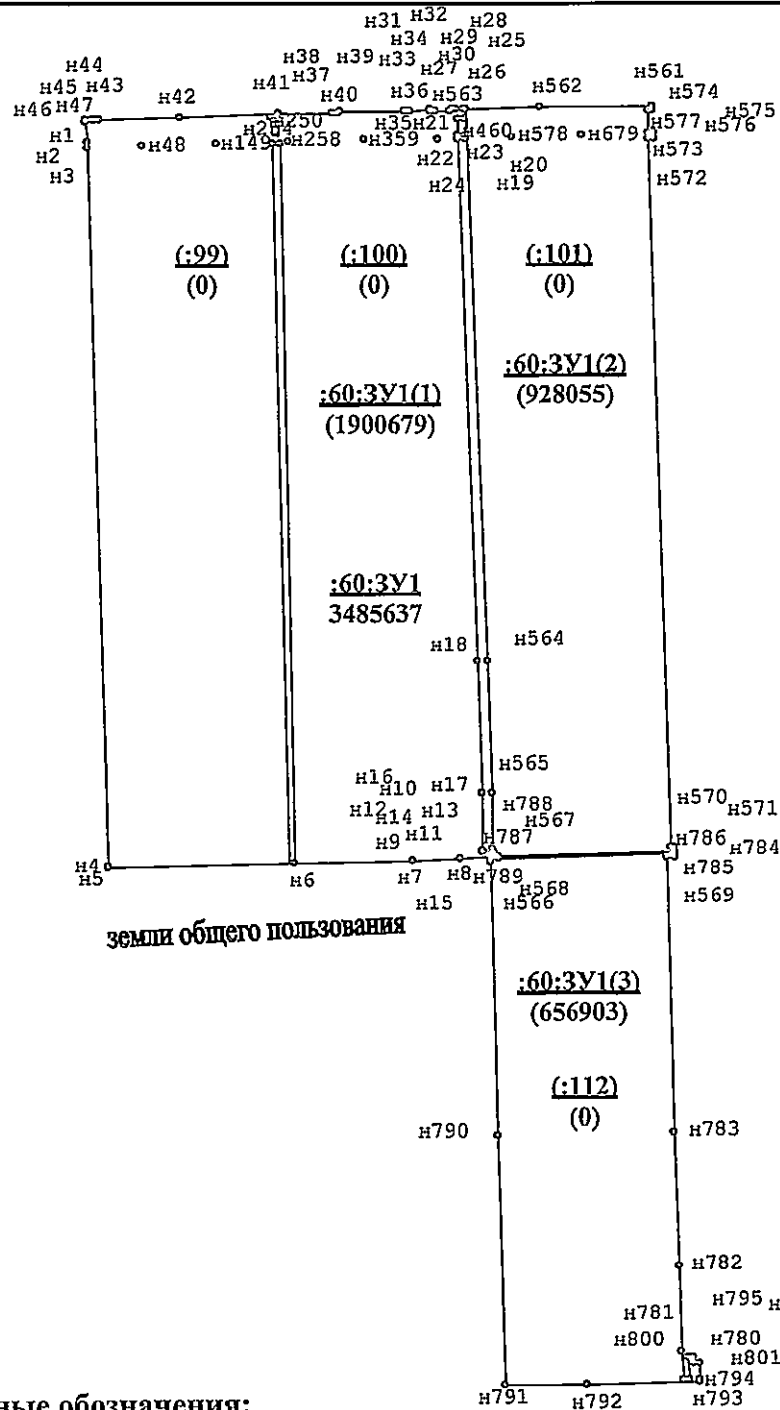 н32
н31 н28
н34 н29 н25
н44 н38 н39 н33 н30
н45 н43 н37 н27 н26 н561
н46 н47 н42 н41 н40 н36 н563 н562 н574 н575
н250 н35 н21 н577 н576
н1 н48 н149 н258 н359 н460 н578 н679 н573
н2 н22 н23 н20
н3 н24 н19 н572
(:99) (:100) (:101)
(0) (0) (0)
:60:ЗУ1(2)
(928055)
:60:ЗУ1(1)
(1900679)
:60:ЗУ1
3485637
н18 н564
н16 н10 н17 н565
н12 н14 н13 н788 н570 н571
н9 н11 н787 н567 н786 н784
н4 н5 н6 н7 н8 н789 н785
н15 н566 н568 н569
земли общего пользования
:60:ЗУ1(3)
(656903)
(:112)
(0)
н790 н783
н782
н795 н
н781
н800 н780
н801
н794
н791 н792 н793
ные обозначения: